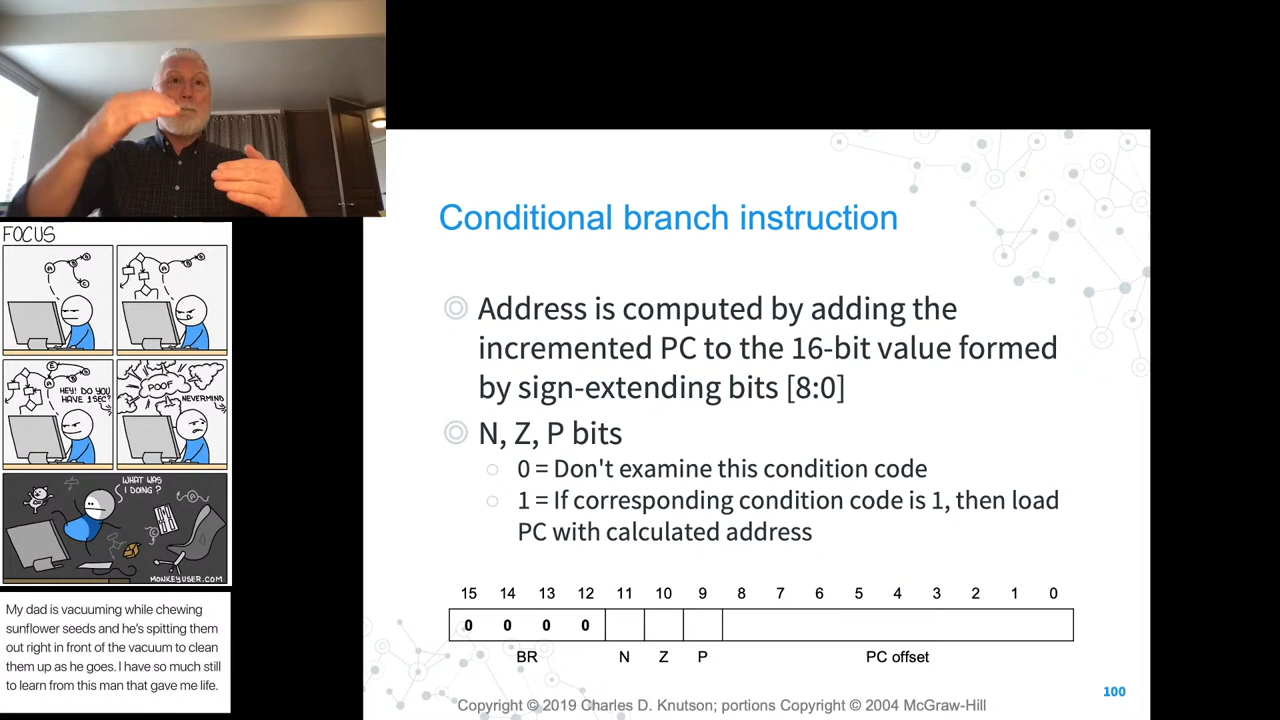 FOCUS
A
B
C
A
B
HEY! DO YOU
HAVE 1 SEC?
POOF
NEVERMIND
WHAT WAS
I DOING?
MONKEYUSER.COM
My dad is vacuuming while chewing
sunflower seeds and he's spitting them
out right in front of the vacuum to clean
them up as he goes. I have so much still
to learn from this man that gave me life.
Conditional branch instruction
Address is computed by adding the
incremented PC to the 16-bit value formed
by sign-extending bits [8:0]
N, Z, P bits
0 = Don't examine this condition code
1 = If corresponding condition code is 1, then load
PC with calculated address
15 14 13 12 11 10 9 8 7 6 5 4 3 2 1 0
0 0 0 0
BR N Z P PC offset
100
Copyright © 2019 Charles D. Knutson; portions Copyright © 2004 McGraw-Hill